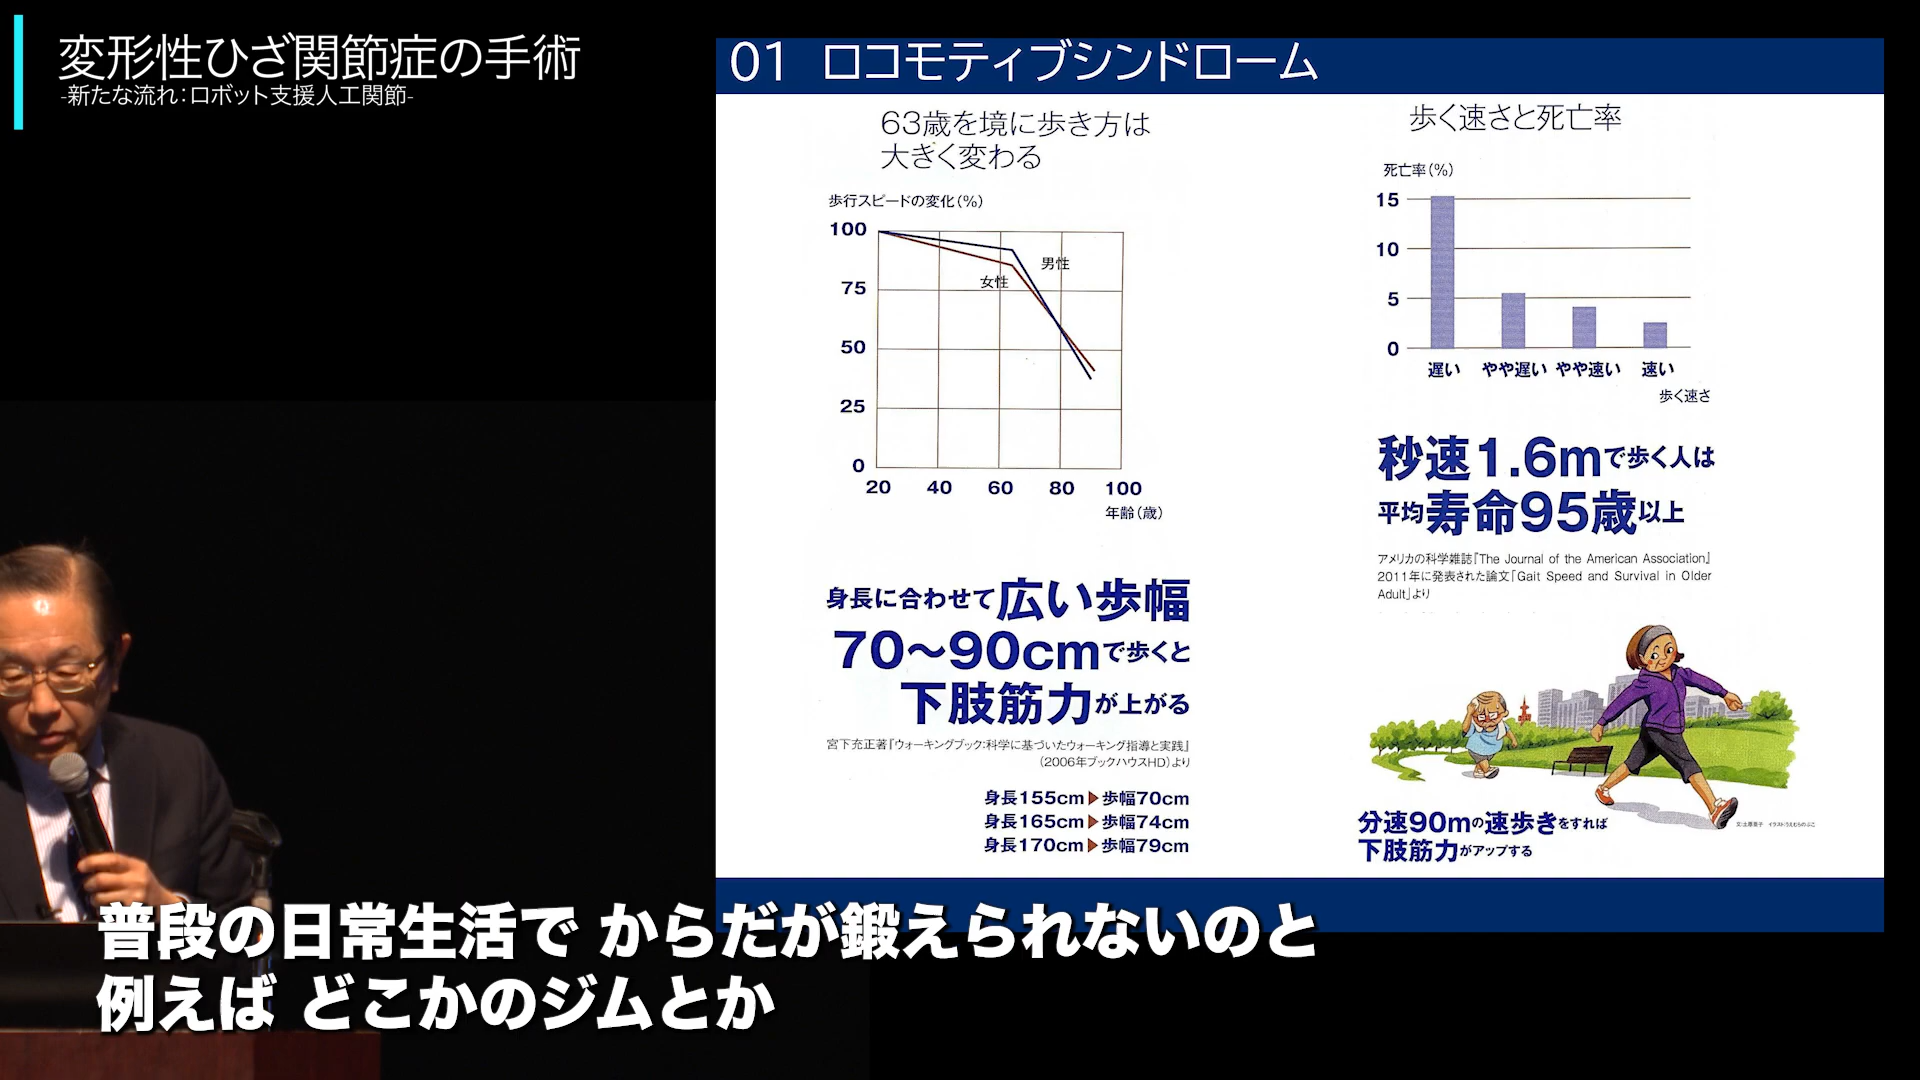 変形性ひざ関節症の手術
-新たな流れ:ロボット支援人工関節-
01 ロコモティブシンドローム
63歳を境に歩き方は
大きく変わる
歩行スピードの変化(%)
100
75
50
25
0
男性
女性
20 40 60 80 100
年齢(歳)
身長に合わせて広い歩幅
70〜90cmで歩くと
下肢筋力が上がる
宮下充正著『ウォーキングブック:科学に基づいたウォーキング指導と実践』
(2006年ブックハウスHD)より
身長155cm▶歩幅70cm
身長165cm▶歩幅74cm
身長170cm▶歩幅79cm
歩く速さと死亡率
死亡率(%)
15
10
5
0
遅い やや遅い やや速い 速い
歩く速さ
秒速1.6mで歩く人は
平均寿命95歳以上
アメリカの科学雑誌『The Journal of the American Association』
2011年に発表された論文「Gait Speed and Survival in Older
Adult」より
分速90mの速歩きをすれば
下肢筋力がアップする
普段の日常生活で からだが鍛えられないのと
例えば どこかのジムとか